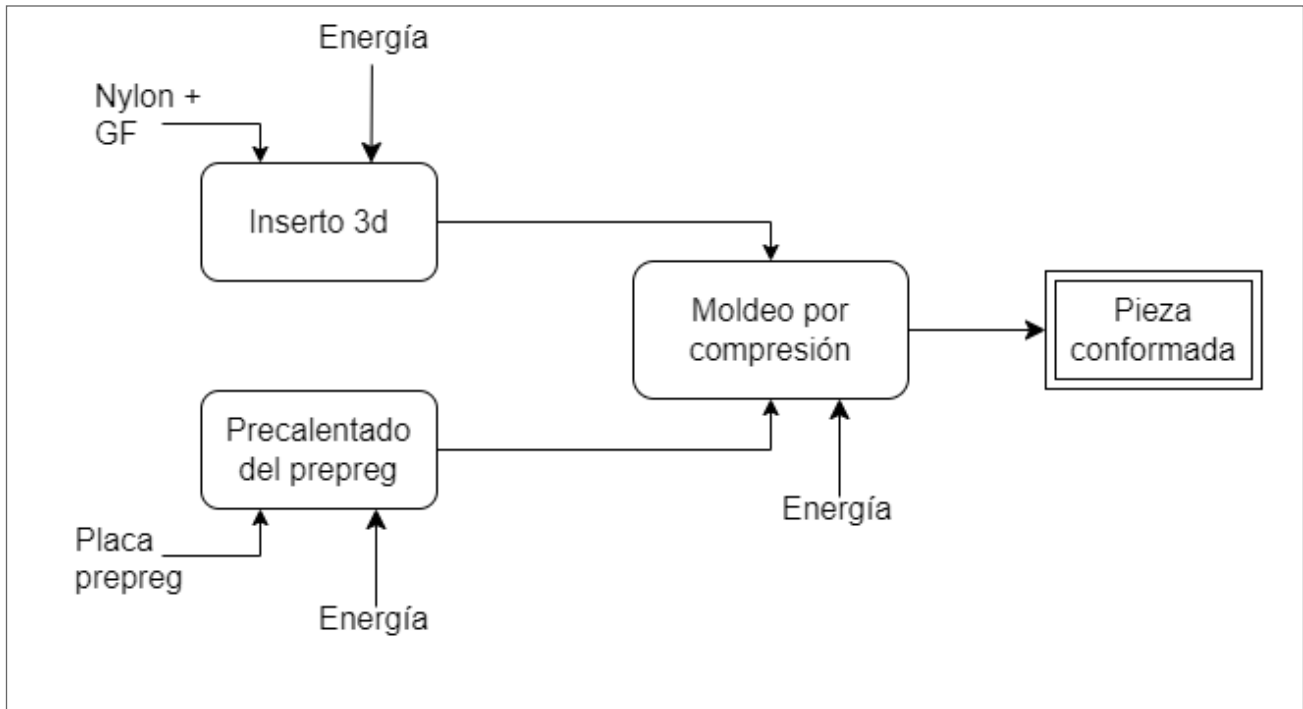 Energía
Nylon +
GF
Inserto 3d
Moldeo por
compresión
Pieza
conformada
Precalentado
del prepreg
Energía
Placa
prepreg
Energía